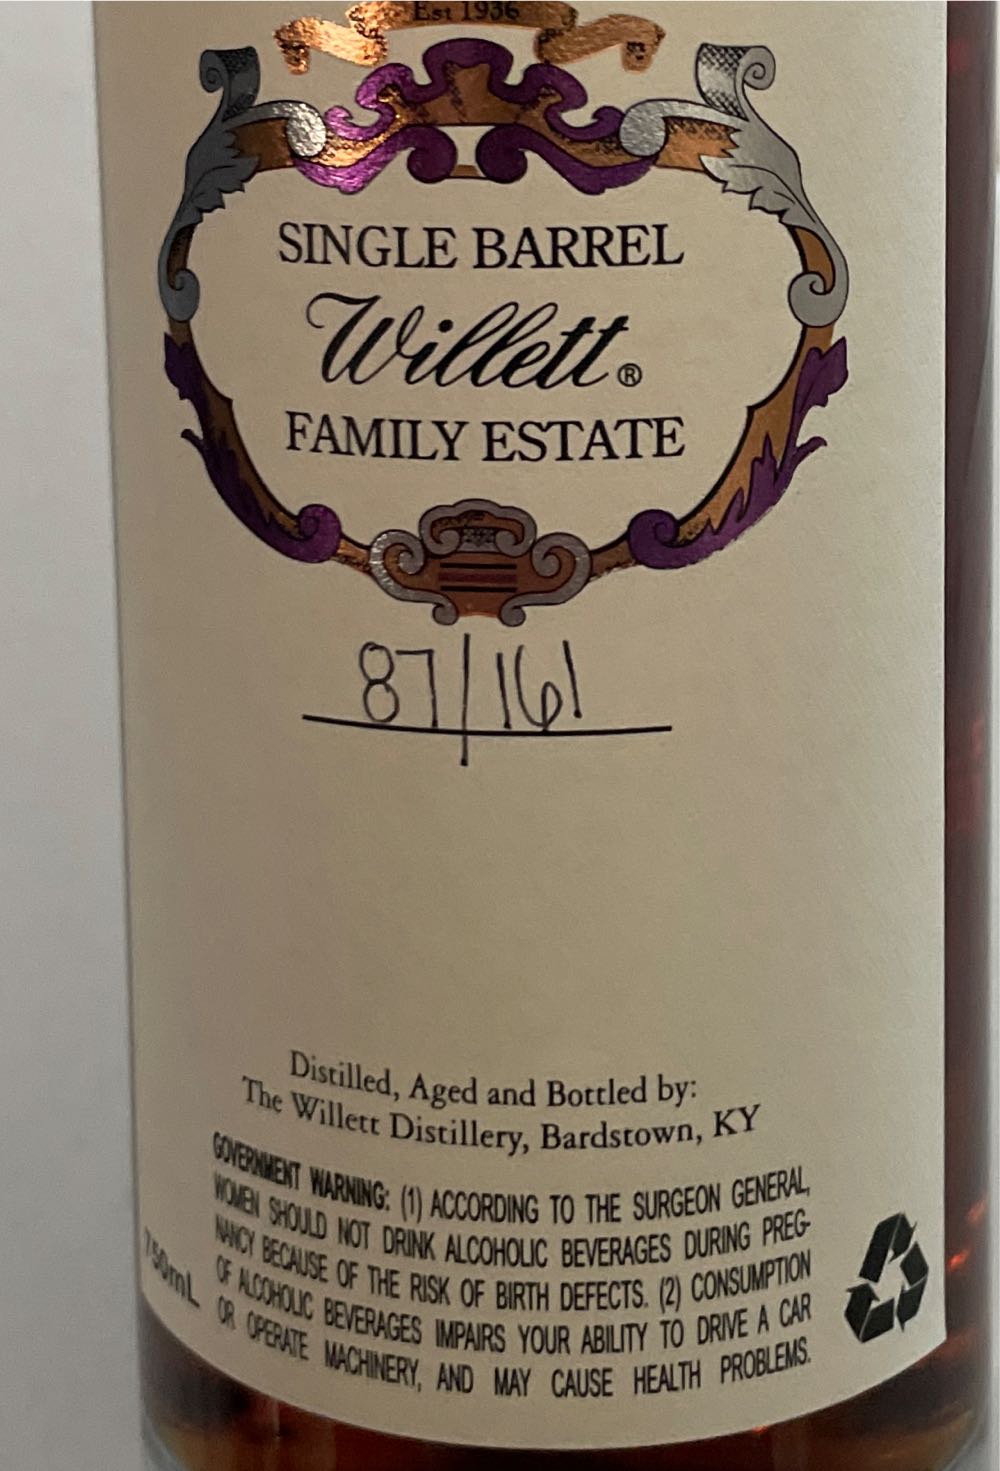 Est 1936
SINGLE BARREL
Willett®
FAMILY ESTATE
87/161
Distilled, Aged and Bottled by:
The Willett Distillery, Bardstown, KY
GOVERNMENT WARNING: (1) ACCORDING TO THE SURGEON GENERAL,
WOMEN SHOULD NOT DRINK ALCOHOLIC BEVERAGES DURING PREG-
NANCY BECAUSE OF THE RISK OF BIRTH DEFECTS. (2) CONSUMPTION
OF ALCOHOLIC BEVERAGES IMPAIRS YOUR ABILITY TO DRIVE A CAR
OR OPERATE MACHINERY, AND MAY CAUSE HEALTH PROBLEMS.
750mL